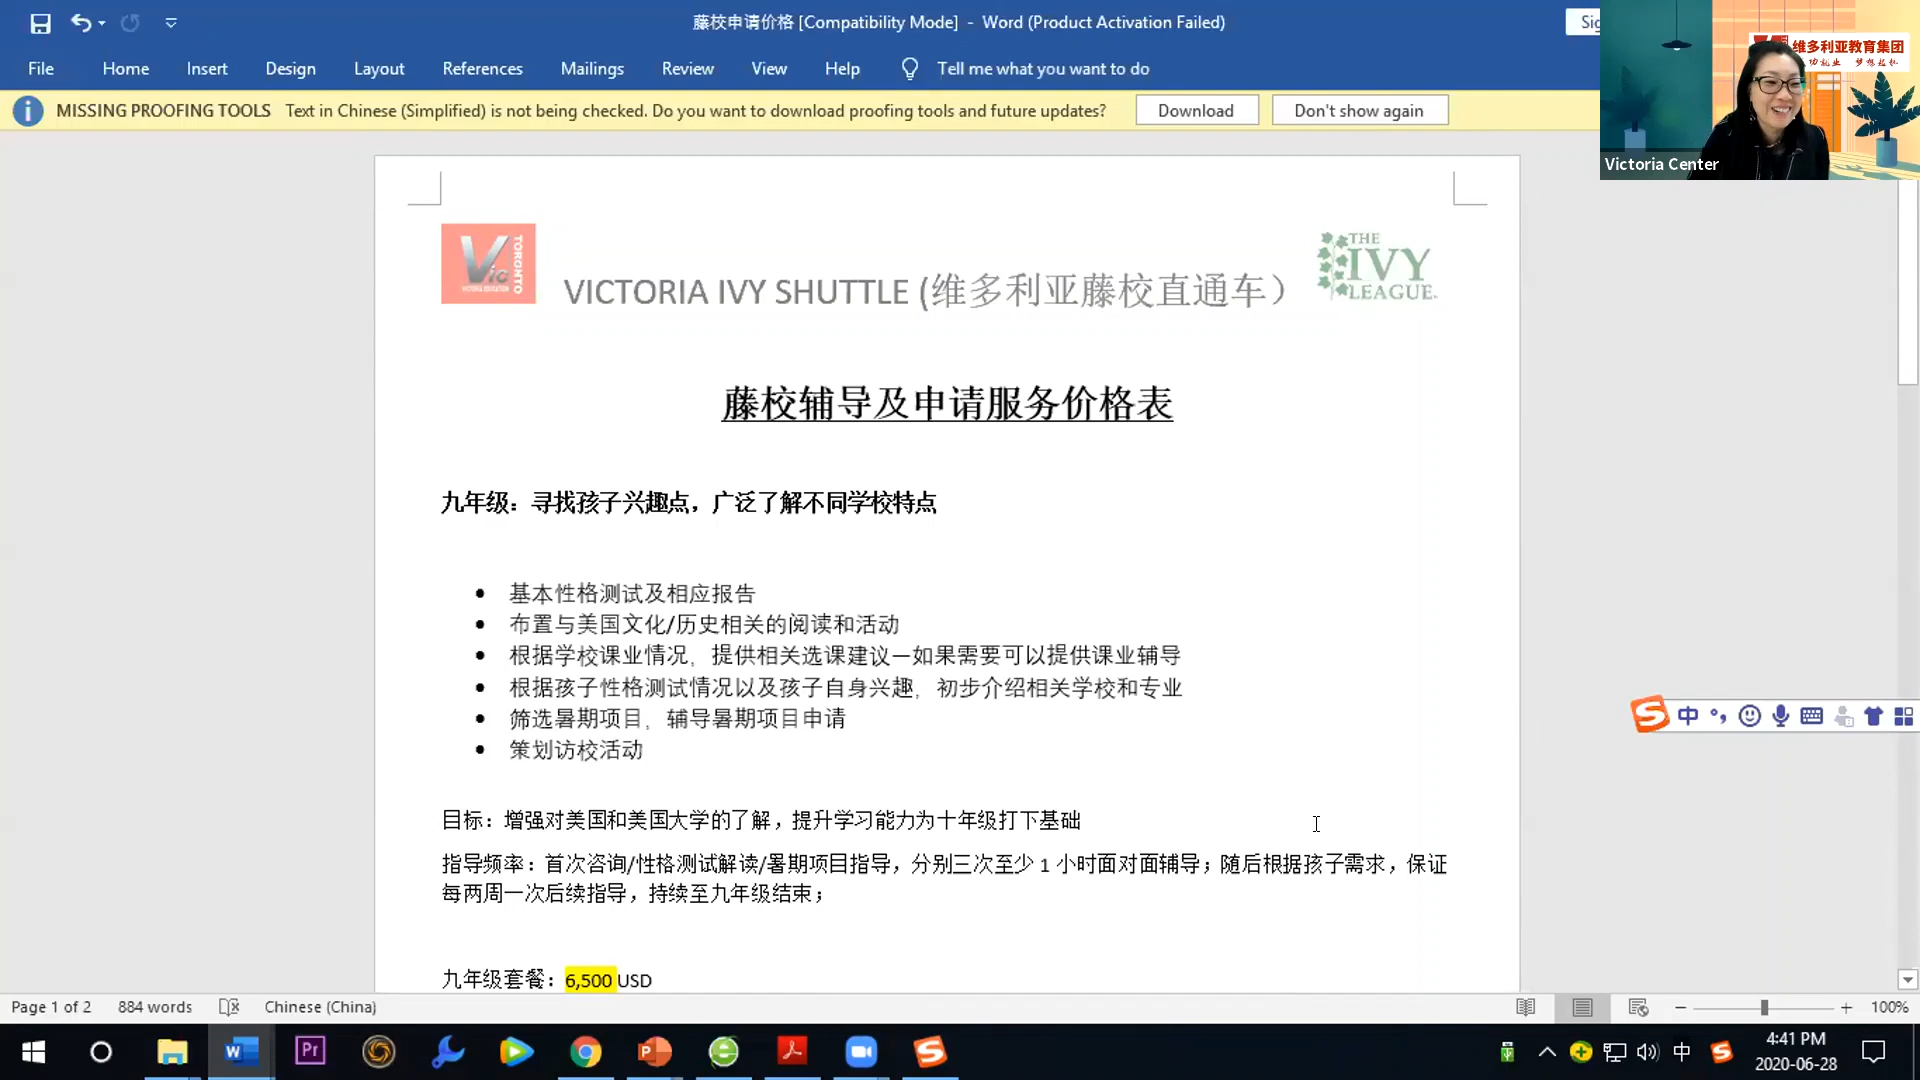 藤校申请价格 [Compatibility Mode] - Word (Product Activation Failed)
File Home Insert Design Layout References Mailings Review View Help Tell me what you want to do
MISSING PROOFING TOOLS Text in Chinese (Simplified) is not being checked. Do you want to download proofing tools and future updates? Download Don't show again
维多利亚教育集团
Victoria Center
Vic TORONTO
VICTORIA IVY SHUTTLE (维多利亚藤校直通车）
THE IVY LEAGUE
藤校辅导及申请服务价格表
九年级：寻找孩子兴趣点，广泛了解不同学校特点
• 基本性格测试及相应报告
• 布置与美国文化/历史相关的阅读和活动
• 根据学校课业情况，提供相关选课建议—如果需要可以提供课业辅导
• 根据孩子性格测试情况以及孩子自身兴趣，初步介绍相关学校和专业
• 筛选暑期项目，辅导暑期项目申请
• 策划访校活动
目标：增强对美国和美国大学的了解，提升学习能力为十年级打下基础
指导频率：首次咨询/性格测试解读/暑期项目指导，分别三次至少 1 小时面对面辅导；随后根据孩子需求，保证
每两周一次后续指导，持续至九年级结束；
九年级套餐：6,500 USD
中
Page 1 of 2 884 words Chinese (China) 100%
Pr
中
4:41 PM
2020-06-28